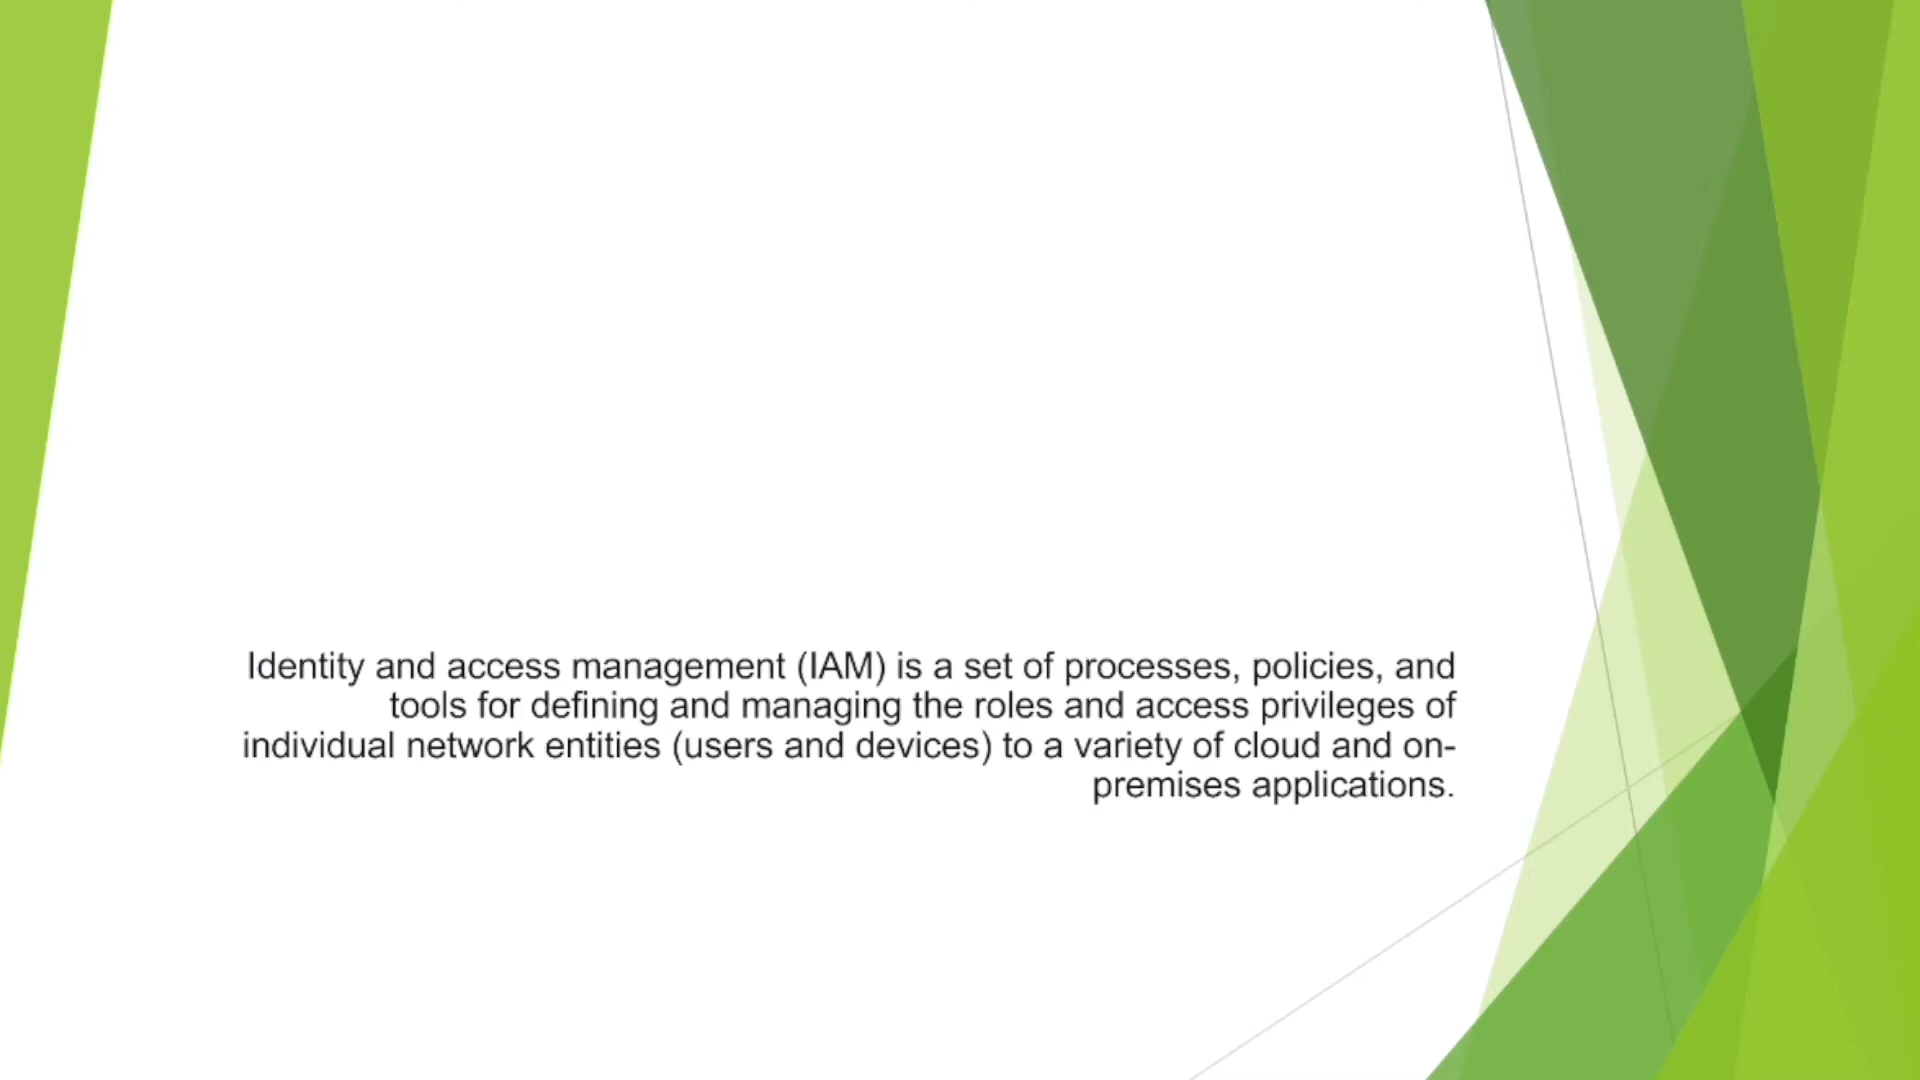 Identity and access management (IAM) is a set of processes, policies, and
tools for defining and managing the roles and access privileges of
individual network entities (users and devices) to a variety of cloud and on-
premises applications.